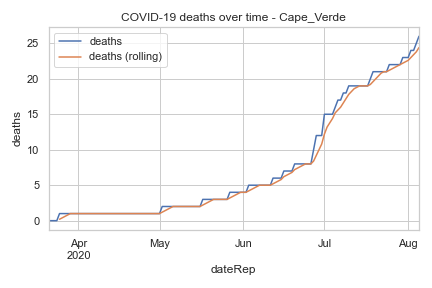 COVID-19 deaths over time - Cape_Verde
deaths
deaths (rolling)
deaths
25
20
15
10
5
0
Apr May Jun Jul Aug
2020
dateRep